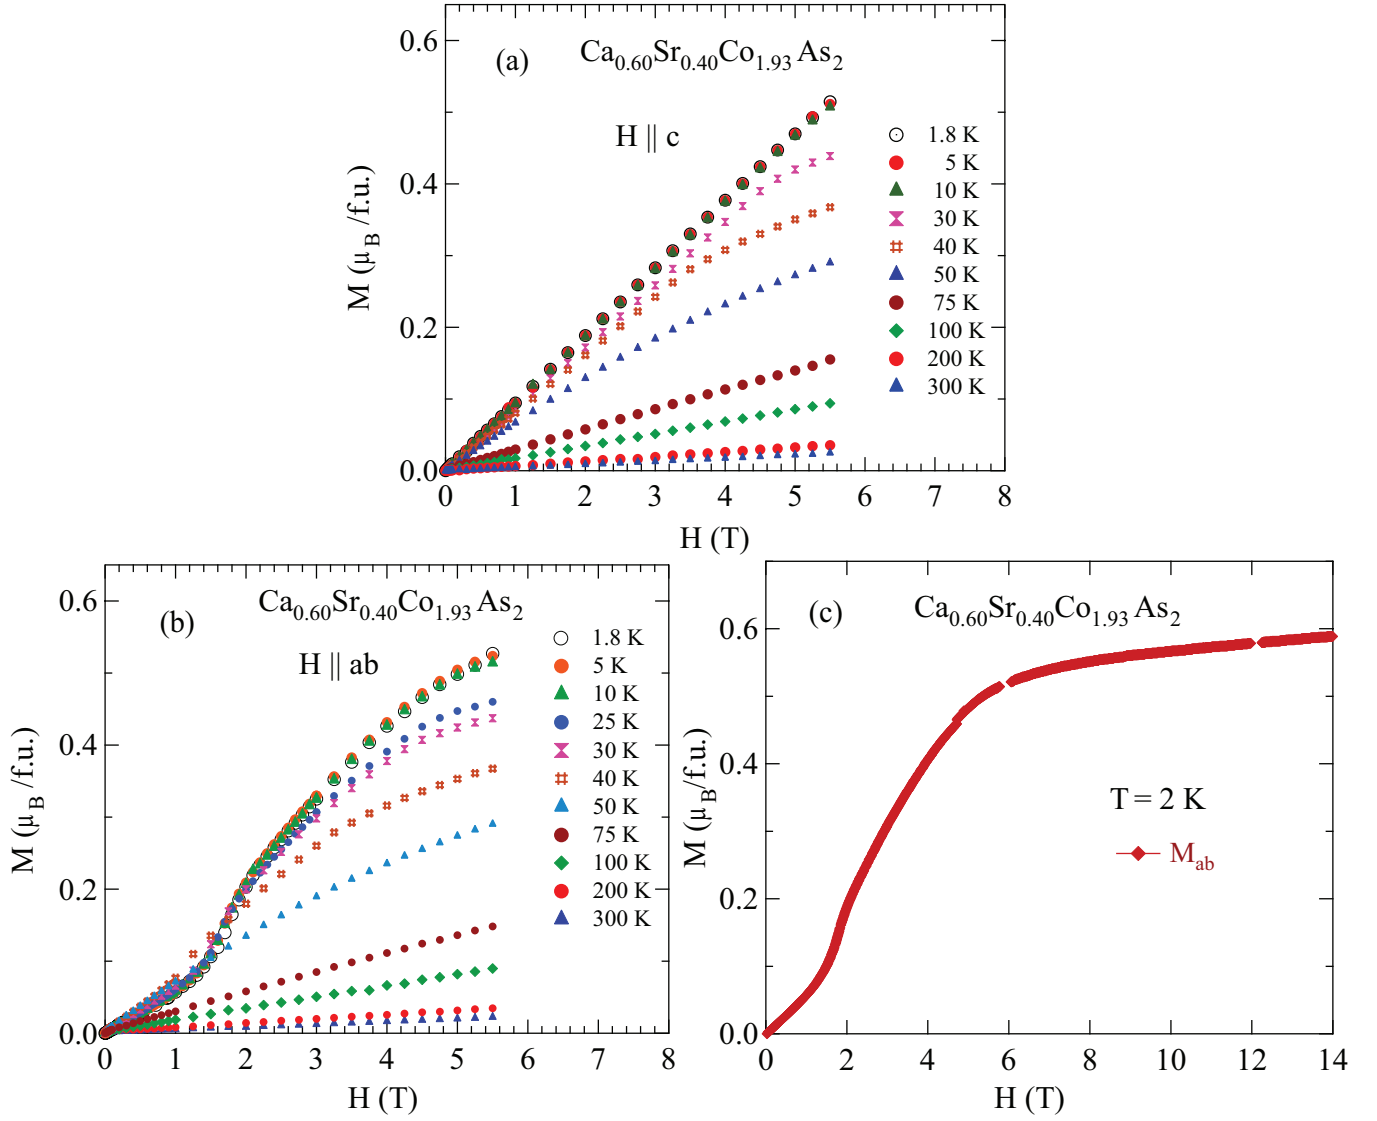 (a)
Ca0.60Sr0.40Co1.93As2
H || c
1.8 K
5 K
10 K
30 K
40 K
50 K
75 K
100 K
200 K
300 K
M (μB /f.u.)
0.6
0.4
0.2
0.0
0 1 2 3 4 5 6 7 8
H (T)
(b)
Ca0.60Sr0.40Co1.93As2
H || ab
1.8 K
5 K
10 K
25 K
30 K
40 K
50 K
75 K
100 K
200 K
300 K
M (μB /f.u.)
0.6
0.4
0.2
0.0
0 1 2 3 4 5 6 7 8
H (T)
(c)
Ca0.60Sr0.40Co1.93As2
T = 2 K
Mab
M (μB/f.u.)
0.6
0.4
0.2
0.0
0 2 4 6 8 10 12 14
H (T)